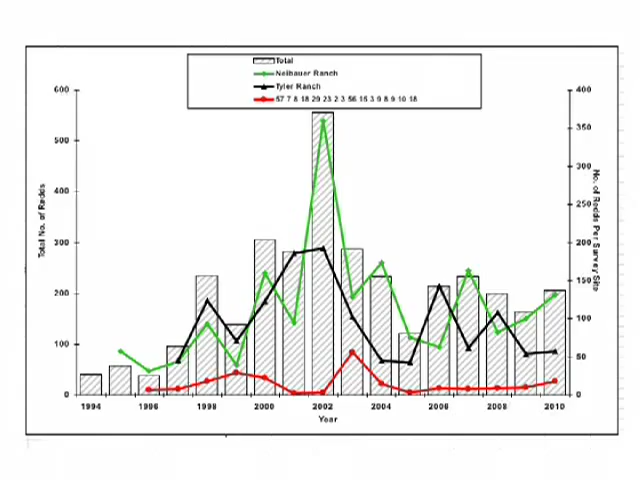 Total
Neibauer Ranch
Tyler Ranch
57 7 8 18 29 23 2 3 56 15 3 9 8 9 10 18
600
500
400
300
200
100
0
Total No. of Redds
400
350
300
250
200
150
100
50
0
No. of Redds Per Survey Site
1994 1996 1998 2000 2002 2004 2006 2008 2010
Year